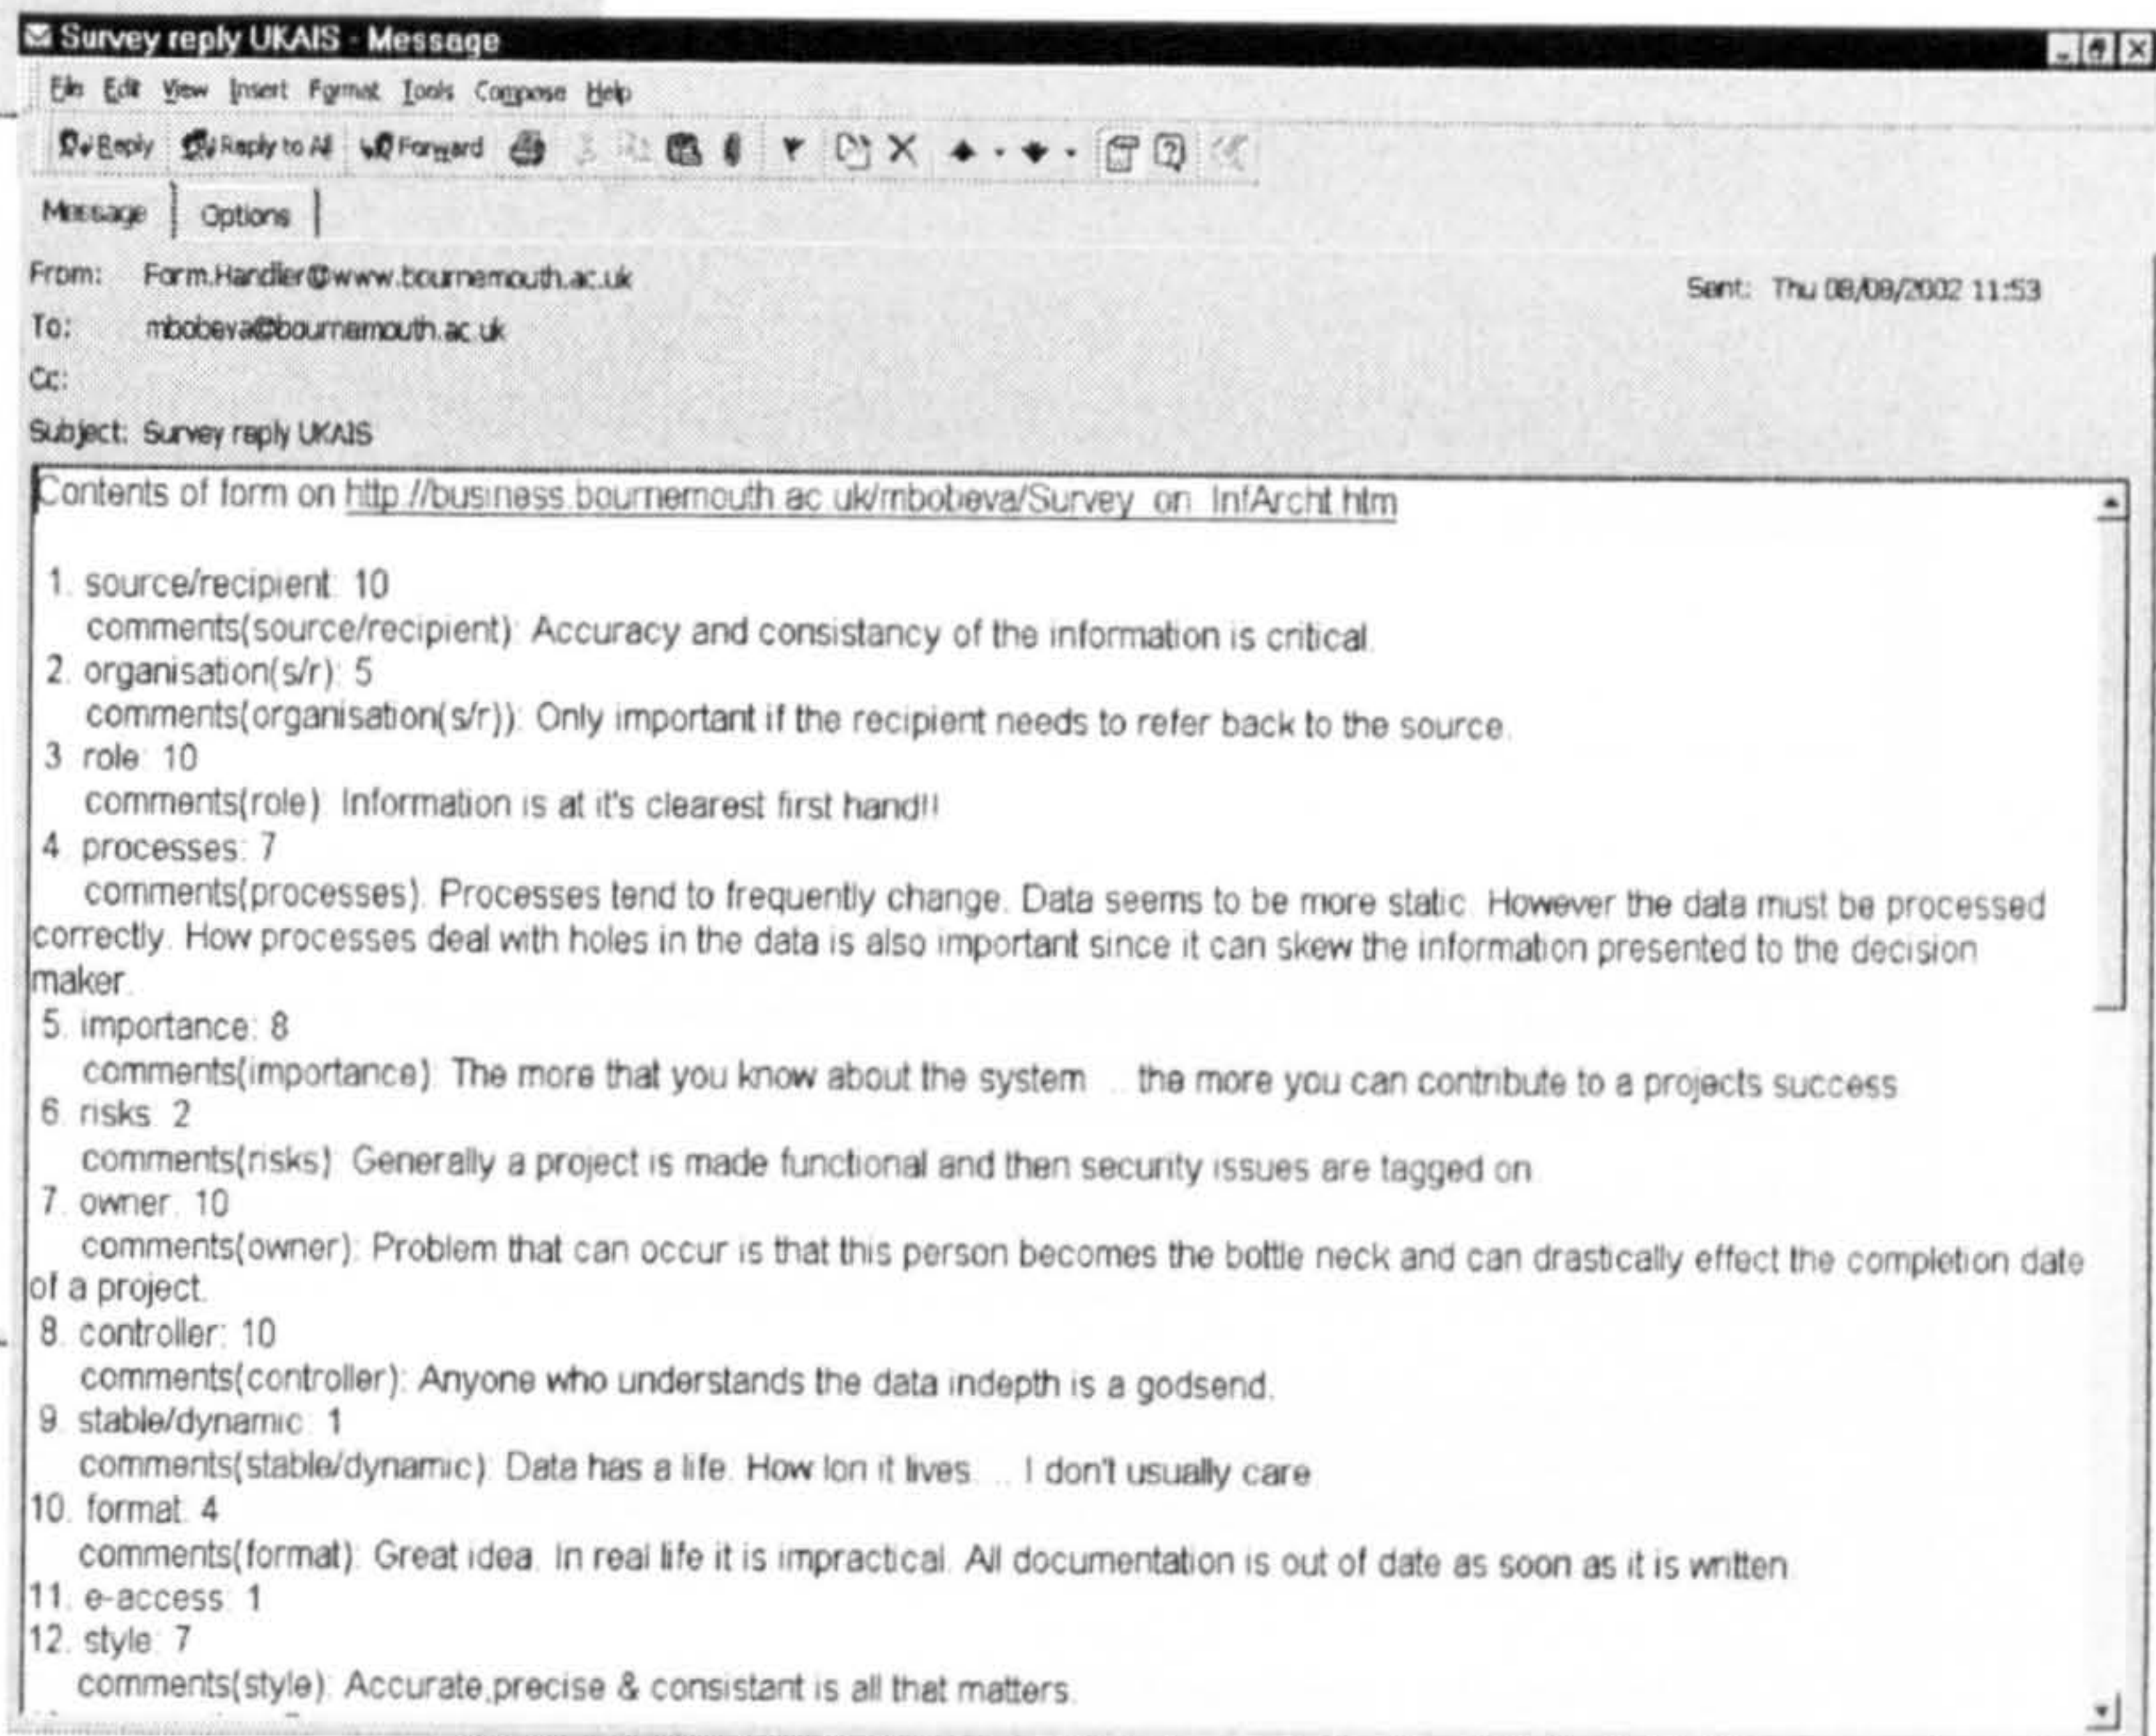 Survey reply UKAIS - Message
File Edit View Insert Format Tools Compose Help
Reply Reply to All Forward
Message Options
From: Form.Handler@www.bournemouth.ac.uk
Sent: Thu 08/08/2002 11:53
To: mbobeva@bournemouth.ac.uk
Cc:
Subject: Survey reply UKAIS
Contents of form on http://business.bournemouth.ac.uk/mbobeva/Survey_on_InfArcht.htm
1. source/recipient: 10
comments(source/recipient): Accuracy and consistancy of the information is critical.
2. organisation(s/r): 5
comments(organisation(s/r)): Only important if the recipient needs to refer back to the source.
3. role: 10
comments(role): Information is at it's clearest first hand!!
4. processes: 7
comments(processes): Processes tend to frequently change. Data seems to be more static. However the data must be processed
correctly. How processes deal with holes in the data is also important since it can skew the information presented to the decision
maker.
5. importance: 8
comments(importance): The more that you know about the system ... the more you can contribute to a projects success
6. risks: 2
comments(risks): Generally a project is made functional and then security issues are tagged on.
7. owner: 10
comments(owner): Problem that can occur is that this person becomes the bottle neck and can drastically effect the completion date
of a project.
8. controller: 10
comments(controller): Anyone who understands the data indepth is a godsend.
9. stable/dynamic: 1
comments(stable/dynamic): Data has a life. How lon it lives.... I don't usually care
10. format: 4
comments(format): Great idea. In real life it is impractical. All documentation is out of date as soon as it is written
11. e-access: 1
12. style: 7
comments(style): Accurate,precise & consistant is all that matters.